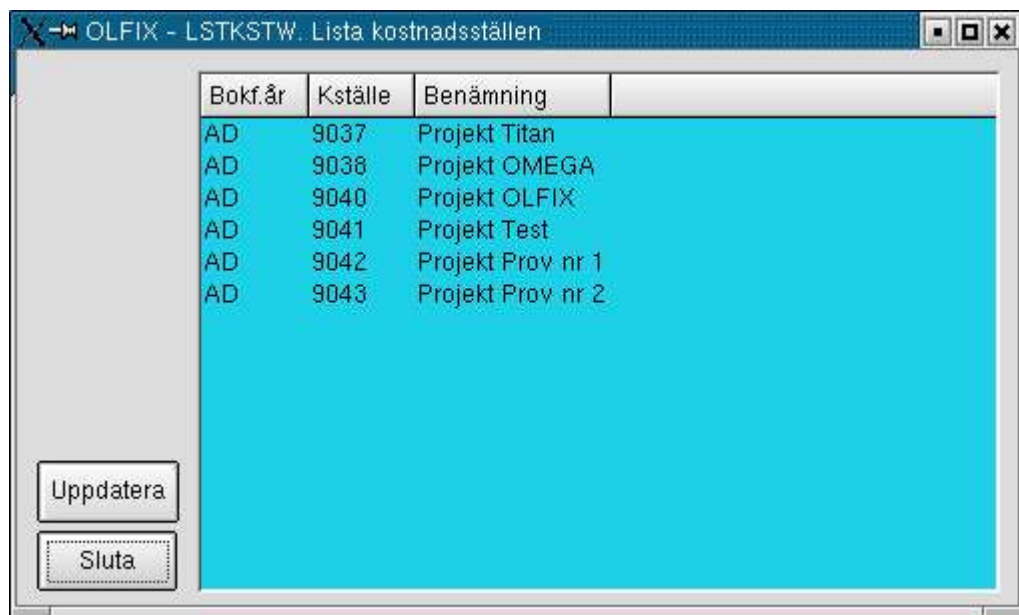 OLFIX - LSTKSTW. Lista kostnadsställen
Bokf.år Kställe Benämning
AD 9037 Projekt Titan
AD 9038 Projekt OMEGA
AD 9040 Projekt OLFIX
AD 9041 Projekt Test
AD 9042 Projekt Prov nr 1
AD 9043 Projekt Prov nr 2
Uppdatera
Sluta